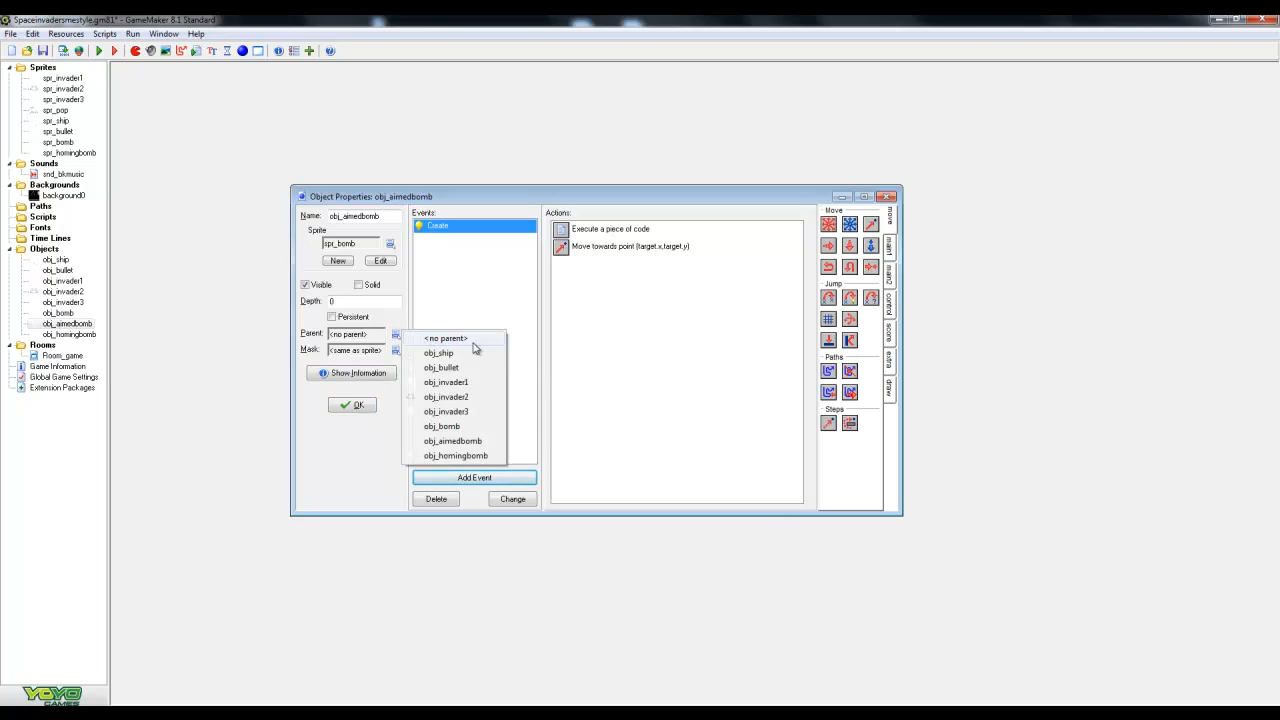 Spaceinvadersmestyle.gm81* - GameMaker 8.1 Standard
File Edit Resources Scripts Run Window Help
Sprites
spr_invader1
spr_invader2
spr_invader3
spr_pop
spr_ship
spr_bullet
spr_bomb
spr_homingbomb
Sounds
snd_bkmusic
Backgrounds
background0
Paths
Scripts
Fonts
Time Lines
Objects
obj_ship
obj_bullet
obj_invader1
obj_invader2
obj_invader3
obj_bomb
obj_aimedbomb
obj_homingbomb
Rooms
Room_game
Game Information
Global Game Settings
Extension Packages
YOYO
GAMES
Object Properties: obj_aimedbomb
Name: obj_aimedbomb
Sprite
spr_bomb
New Edit
Visible Solid
Depth: 0
Persistent
Parent: <no parent>
Mask: <same as sprite>
Show Information
OK
Events:
Create
<no parent>
obj_ship
obj_bullet
obj_invader1
obj_invader2
obj_invader3
obj_bomb
obj_aimedbomb
obj_homingbomb
Add Event
Delete Change
Actions:
Execute a piece of code
Move towards point (target.x,target.y)
Move
Jump
Paths
Steps
move
main1
main2
control
score
extra
draw